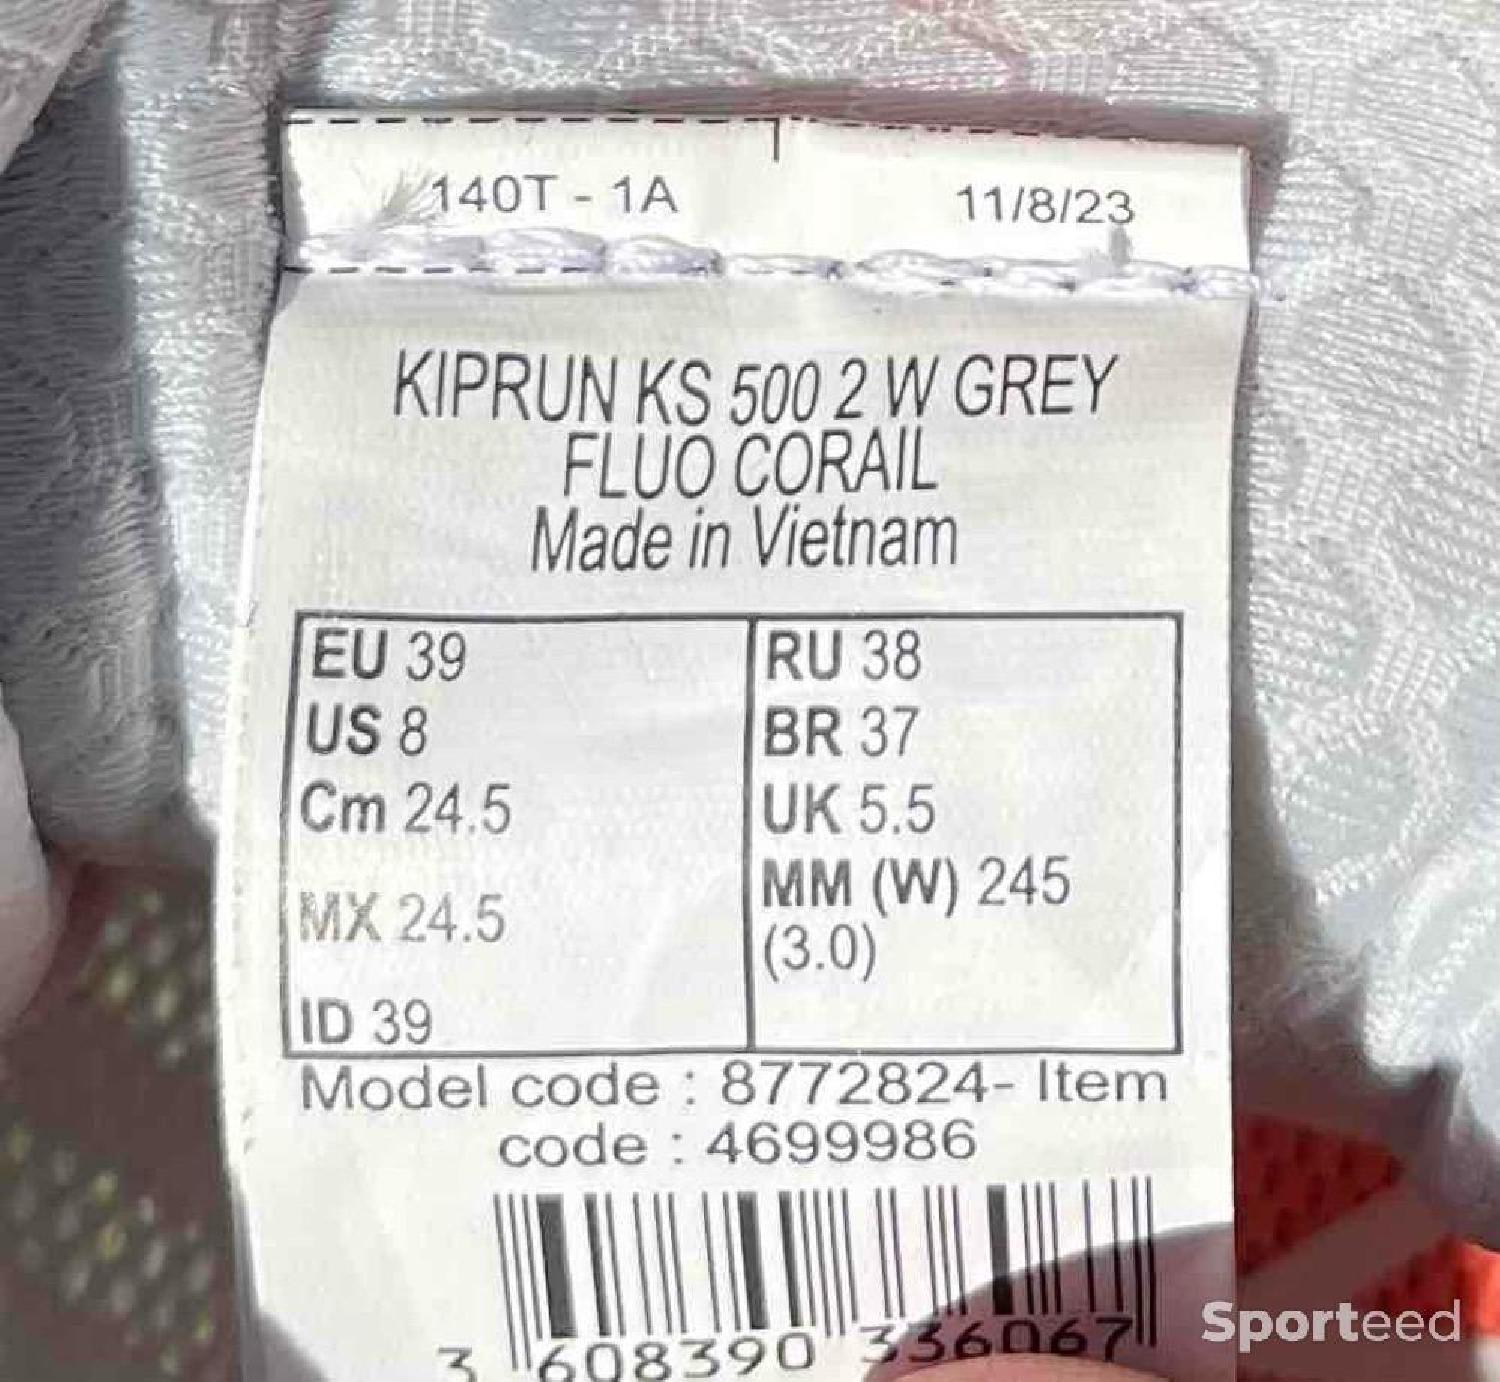 140T - 1A 11/8/23
KIPRUN KS 500 2 W GREY
FLUO CORAIL
Made in Vietnam
EU 39 RU 38
US 8 BR 37
Cm 24.5 UK 5.5
MX 24.5 MM (W) 245
(3.0)
ID 39
Model code : 8772824- Item
code : 4699986
3 608390 336067
Sporteed